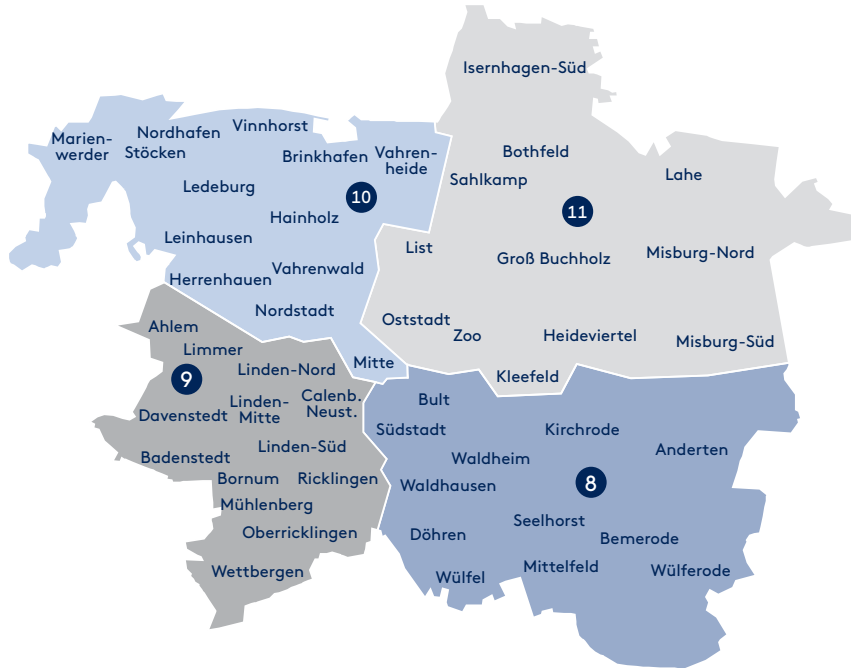 Isernhagen-Süd
Bothfeld
Sahlkamp
Lahe
11
List
Groß Buchholz
Misburg-Nord
Oststadt
Zoo
Heideviertel
Misburg-Süd
Kleefeld
Marien-
werder
Nordhafen
Stöcken
Vinnhorst
Brinkhafen
Vahren-
heide
Ledeburg
10
Hainholz
Leinhausen
Herrenhauen
Vahrenwald
Nordstadt
Mitte
Ahlem
Limmer
Linden-Nord
9
Davenstedt
Linden-
Mitte
Calenb.
Neust.
Badenstedt
Linden-Süd
Bornum
Ricklingen
Mühlenberg
Oberricklingen
Wettbergen
Bult
Südstadt
Kirchrode
Anderten
Waldheim
Waldhausen
8
Seelhorst
Döhren
Bemerode
Mittelfeld
Wülfel
Wülferode